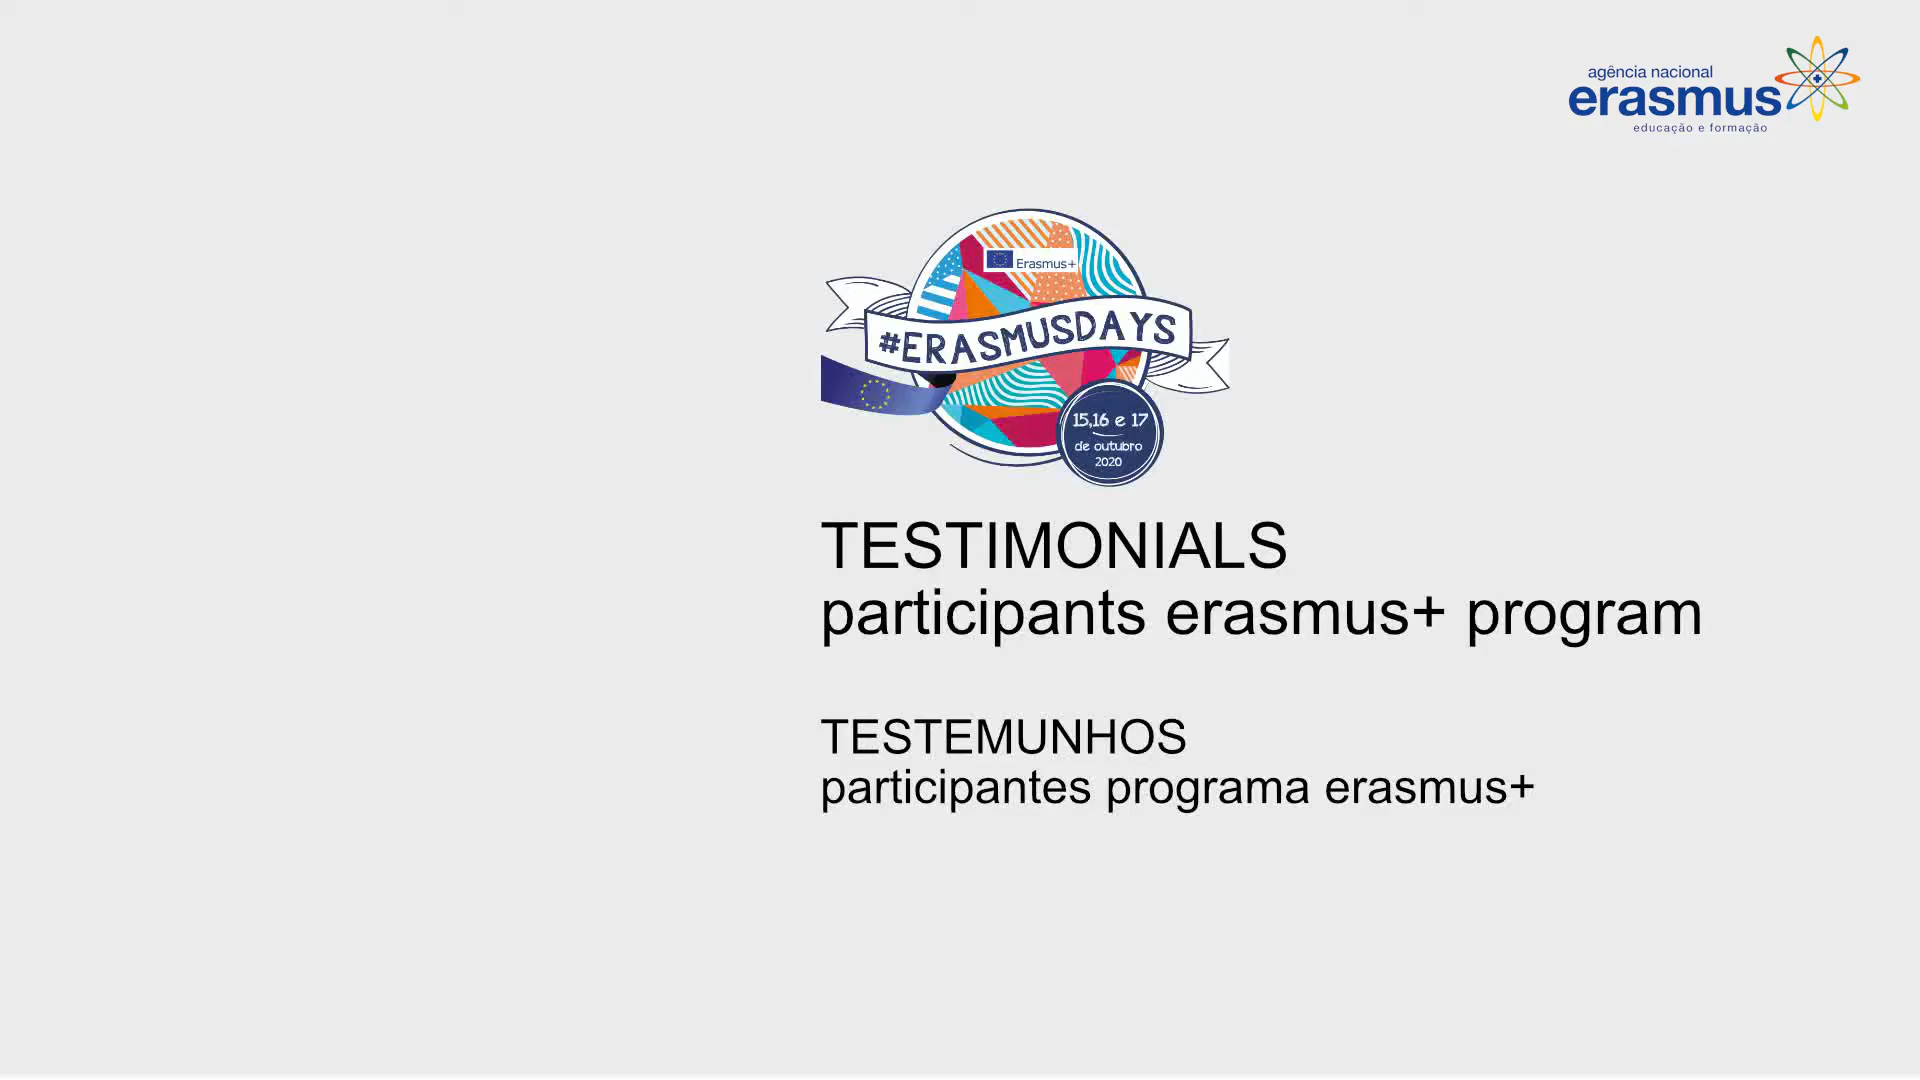 agência nacional
erasmus
educação e formação
Erasmus+
#ERASMUSDAYS
15,16 e 17
de outubro
2020
TESTIMONIALS
participants erasmus+ program
TESTEMUNHOS
participantes programa erasmus+